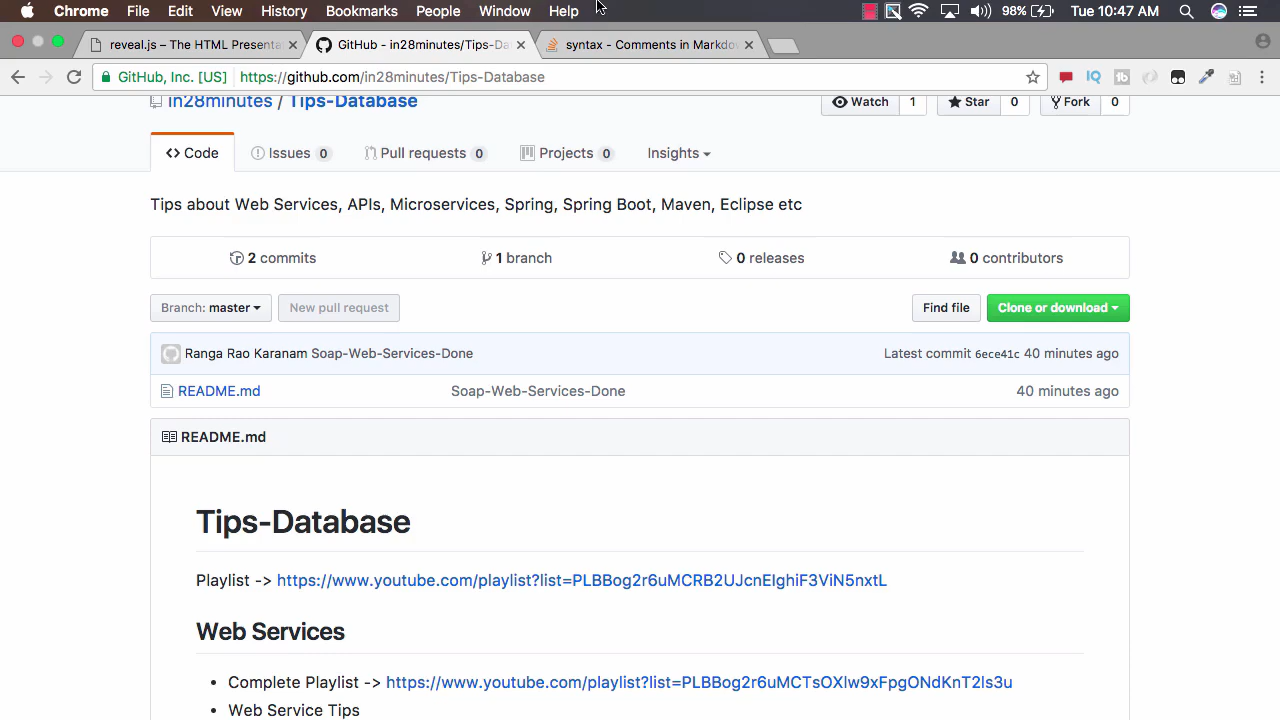 Chrome File Edit View History Bookmarks People Window Help 98% Tue 10:47 AM
reveal.js – The HTML Presenta GitHub - in28minutes/Tips-Da syntax - Comments in Markdow
GitHub, Inc. [US] https://github.com/in28minutes/Tips-Database
in28minutes / Tips-Database Watch 1 Star 0 Fork 0
Code Issues 0 Pull requests 0 Projects 0 Insights
Tips about Web Services, APIs, Microservices, Spring, Spring Boot, Maven, Eclipse etc
2 commits 1 branch 0 releases 0 contributors
Branch: master New pull request Find file Clone or download
Ranga Rao Karanam Soap-Web-Services-Done Latest commit 6ece41c 40 minutes ago
README.md Soap-Web-Services-Done 40 minutes ago
README.md
Tips-Database
Playlist -> https://www.youtube.com/playlist?list=PLBBog2r6uMCRB2UJcnEIghiF3ViN5nxtL
Web Services
• Complete Playlist -> https://www.youtube.com/playlist?list=PLBBog2r6uMCTsOXlw9xFpgONdKnT2ls3u
• Web Service Tips